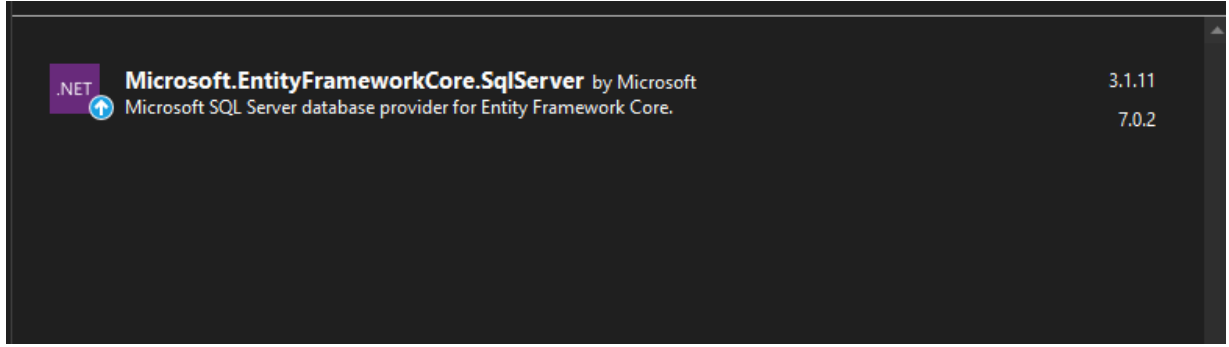 .NET
Microsoft.EntityFrameworkCore.SqlServer by Microsoft 3.1.11
Microsoft SQL Server database provider for Entity Framework Core.
7.0.2